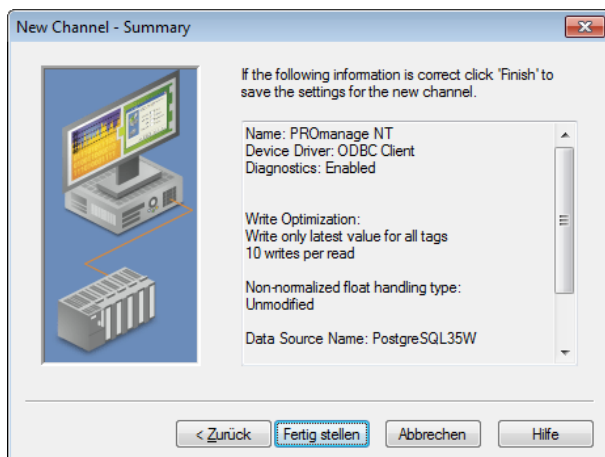 New Channel - Summary
If the following information is correct click 'Finish' to
save the settings for the new channel.
Name: PROmanage NT
Device Driver: ODBC Client
Diagnostics: Enabled
Write Optimization:
Write only latest value for all tags
10 writes per read
Non-normalized float handling type:
Unmodified
Data Source Name: PostgreSQL35W
< Zurück
Fertig stellen
Abbrechen
Hilfe